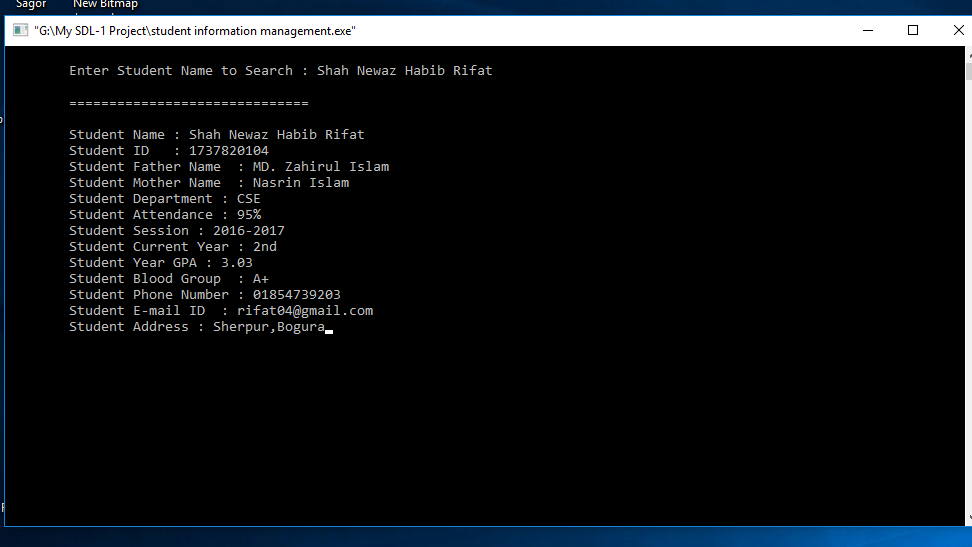 Sagor New Bitmap
"G:\My SDL-1 Project\student information management.exe"
Enter Student Name to Search : Shah Newaz Habib Rifat
==============================
Student Name : Shah Newaz Habib Rifat
Student ID   : 1737820104
Student Father Name  : MD. Zahirul Islam
Student Mother Name  : Nasrin Islam
Student Department : CSE
Student Attendance : 95%
Student Session : 2016-2017
Student Current Year : 2nd
Student Year GPA : 3.03
Student Blood Group  : A+
Student Phone Number : 01854739203
Student E-mail ID  : rifat04@gmail.com
Student Address : Sherpur,Bogura